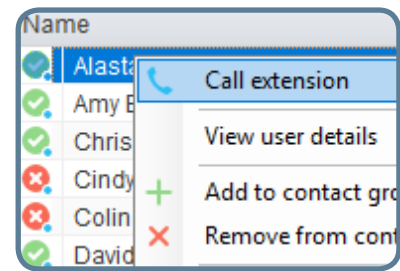 Name
Alasta
Call extension
Amy E
Chris
View user details
Cindy
Add to contact gro
Colin
Remove from cont
David